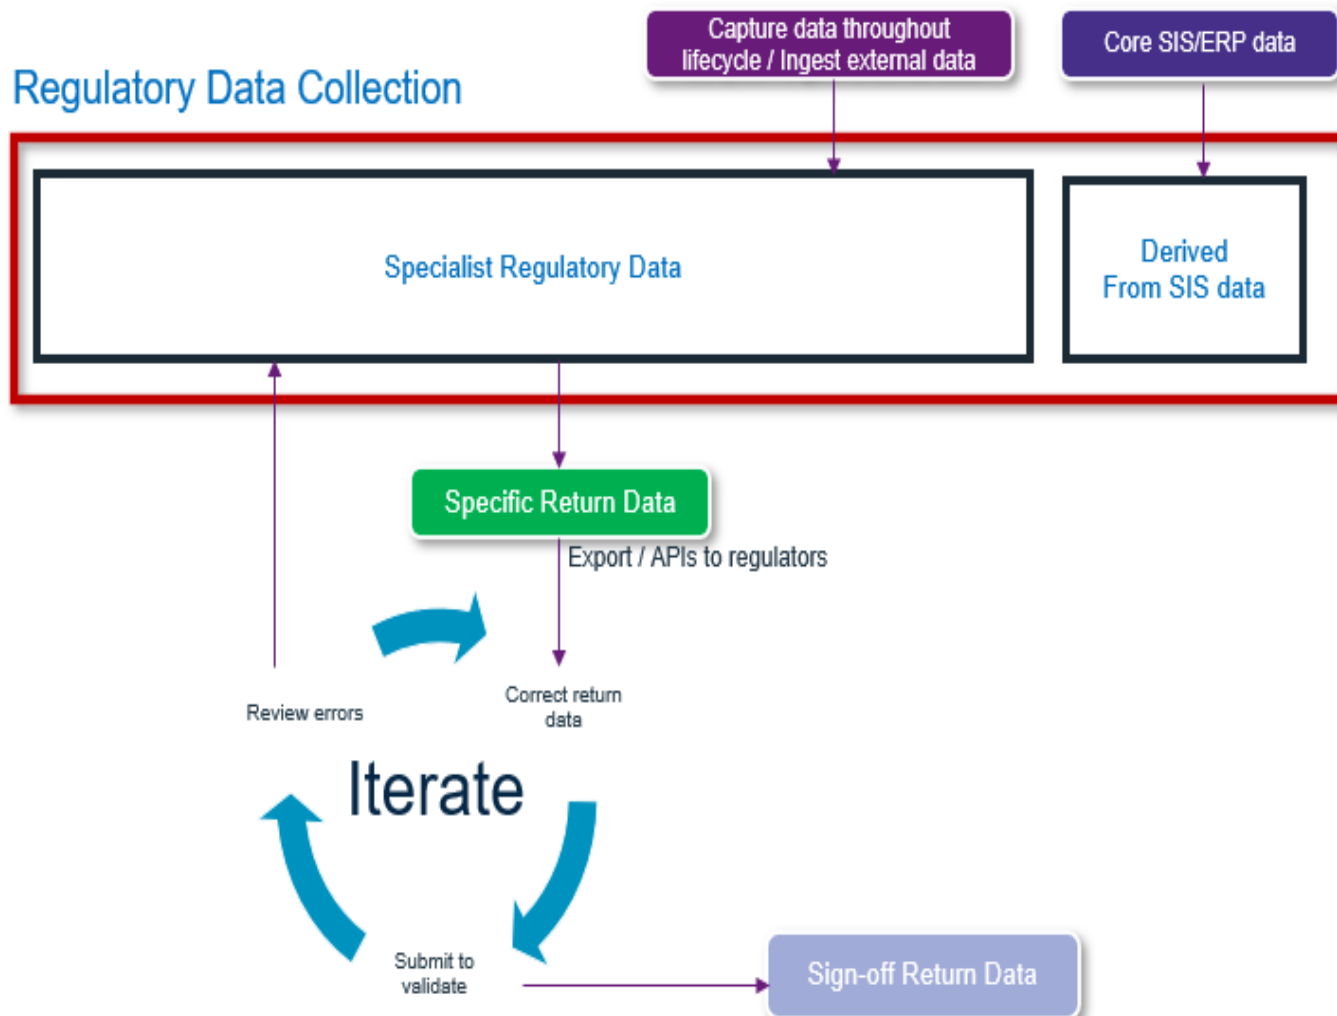 Capture data throughout
lifecycle / Ingest external data
Core SIS/ERP data
Regulatory Data Collection
Specialist Regulatory Data
Derived
From SIS data
Specific Return Data
Export / APIs to regulators
Review errors
Correct return
data
Iterate
Submit to
validate
Sign-off Return Data